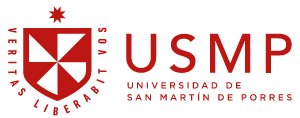 VERITAS LIBERABIT VOS
USMP
UNIVERSIDAD DE
SAN MARTÍN DE PORRES